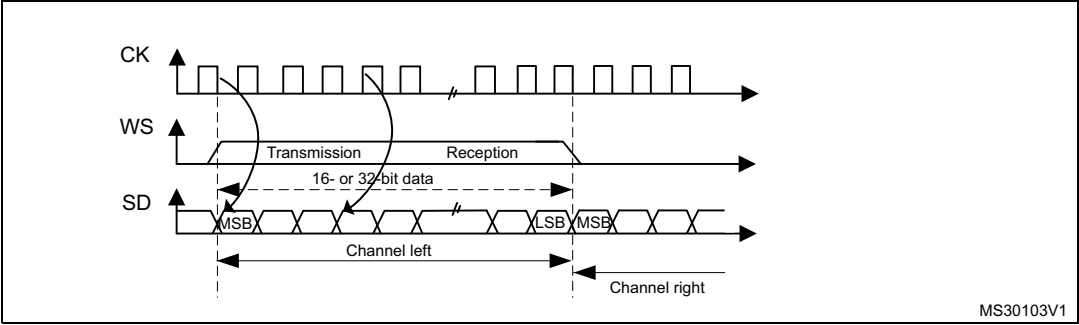 CK
WS
Transmission Reception
16- or 32-bit data
SD
MSB LSB MSB
Channel left
Channel right
MS30103V1